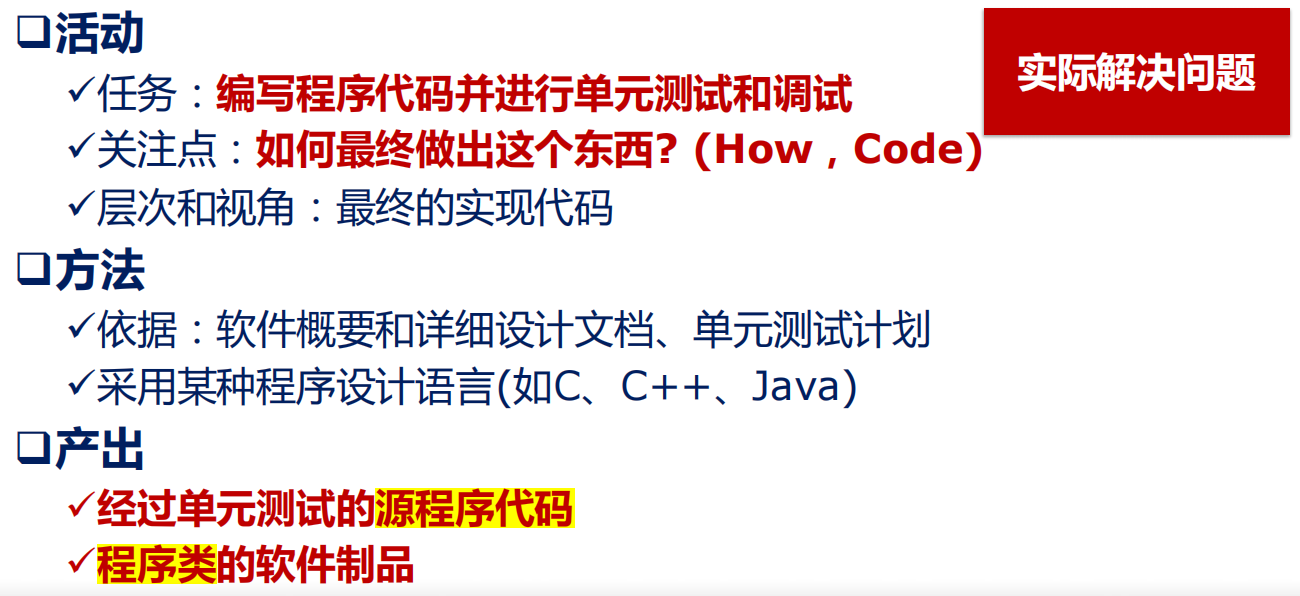 活动
实际解决问题
任务：编写程序代码并进行单元测试和调试
关注点：如何最终做出这个东西? (How，Code)
层次和视角：最终的实现代码
方法
依据：软件概要和详细设计文档、单元测试计划
采用某种程序设计语言(如C、C++、Java)
产出
经过单元测试的源程序代码
程序类的软件制品